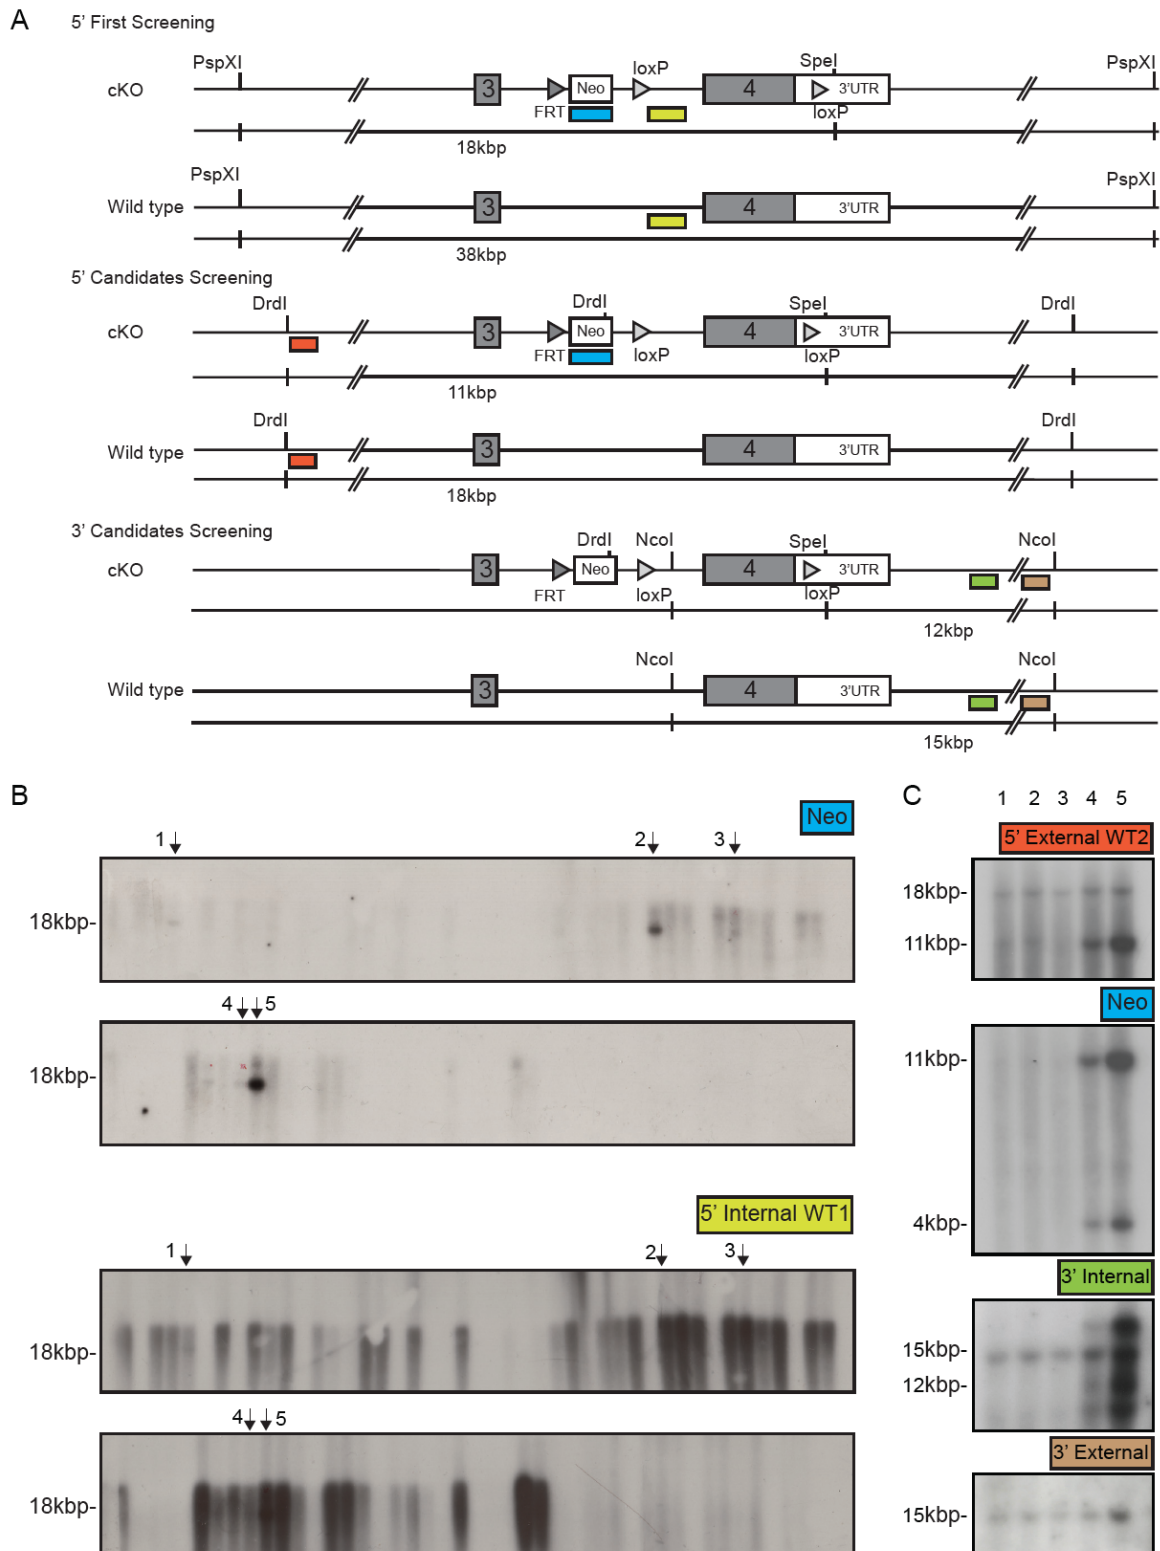 A
5' First Screening
PspXI
loxP
SpeI
PspXI
cKO
3
Neo
4
3'UTR
FRT
loxP
18kbp
PspXI
PspXI
Wild type
3
4
3'UTR
38kbp
5' Candidates Screening
DrdI
DrdI
SpeI
DrdI
cKO
3
Neo
4
3'UTR
FRT
loxP
loxP
11kbp
DrdI
DrdI
Wild type
3
4
3'UTR
18kbp
3' Candidates Screening
DrdI
NcoI
SpeI
NcoI
cKO
3
Neo
4
3'UTR
FRT
loxP
loxP
12kbp
NcoI
NcoI
Wild type
3
4
3'UTR
15kbp
B
Neo
1
2
3
18kbp-
4
5
18kbp-
5' Internal WT1
1
2
3
18kbp-
4
5
18kbp-
C
1 2 3 4 5
5' External WT2
18kbp-
11kbp-
Neo
11kbp-
4kbp-
3' Internal
15kbp-
12kbp-
3' External
15kbp-